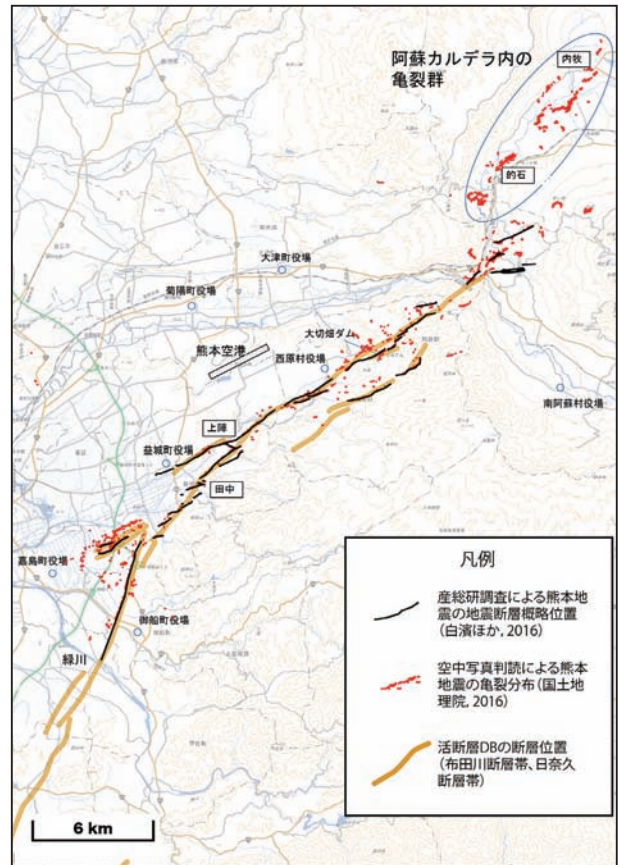 阿蘇カルデラ内の
亀裂群
内牧
的石
大津町役場
菊陽町役場
大切畑ダム
熊本空港
西原村役場
南阿蘇村役場
上陣
益城町役場
田中
嘉島町役場
御船町役場
緑川
凡例
産総研調査による熊本地
震の地震断層概略位置
(白濱ほか, 2016)
空中写真判読による熊本
地震の亀裂分布(国土地
理院, 2016)
活断層DBの断層位置
(布田川断層帯、日奈久
断層帯)
6 km